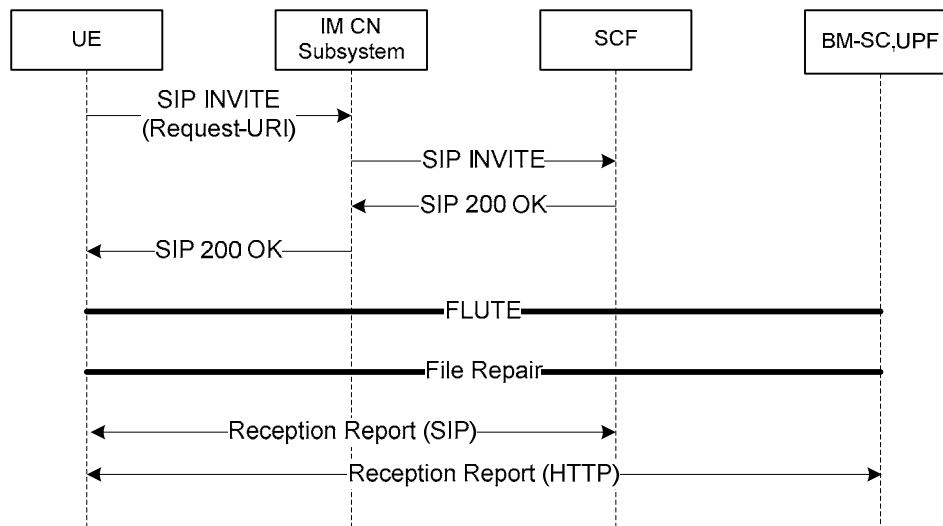 UE
IM CN
Subsystem
SCF
BM-SC,UPF
SIP INVITE
(Request-URI)
SIP INVITE
SIP 200 OK
SIP 200 OK
FLUTE
File Repair
Reception Report (SIP)
Reception Report (HTTP)